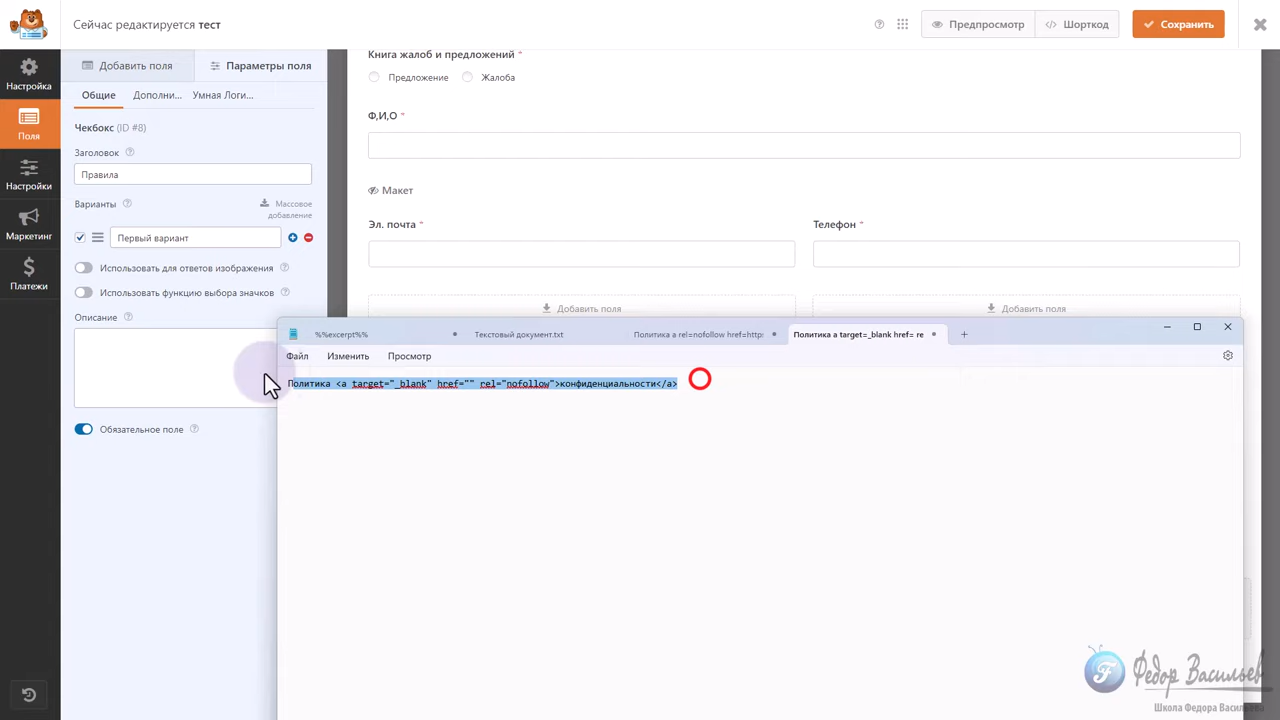 Сейчас редактируется тест
Предпросмотр
</> Шорткод
Сохранить
Настройка
Поля
Настройки
Маркетинг
Платежи
Добавить поля
Параметры поля
Общие
Дополни...
Умная Логи...
Чекбокс (ID #8)
Заголовок
Правила
Варианты
Массовое
добавление
Первый вариант
Использовать для ответов изображения
Использовать функцию выбора значков
Описание
Обязательное поле
Книга жалоб и предложений *
Предложение
Жалоба
Ф,И,О *
Макет
Эл. почта *
Телефон *
Добавить поля
Добавить поля
%%excerpt%%
Текстовый документ.txt
Политика a rel=nofollow href=http:
Политика a target=_blank href= re
Файл
Изменить
Просмотр
Политика <a target="_blank" href="" rel="nofollow">конфиденциальности</a>
Федор Васильев
Школа Федора Васильева